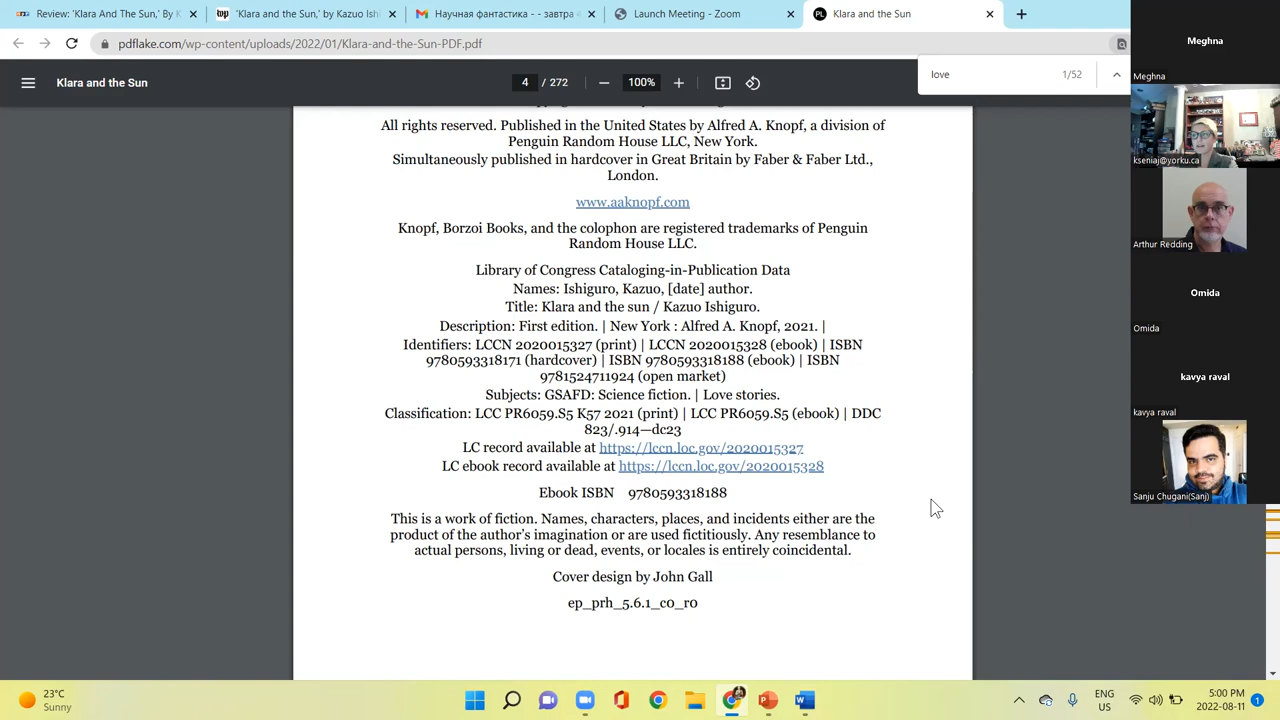 Review: 'Klara And The Sun,' By K
'Klara and the Sun,' by Kazuo Ish
Научная фантастика - - завтра 4
Launch Meeting - Zoom
Klara and the Sun
pdflake.com/wp-content/uploads/2022/01/Klara-and-the-Sun-PDF.pdf
Klara and the Sun
4 / 272
100%
love
1/52
All rights reserved. Published in the United States by Alfred A. Knopf, a division of
Penguin Random House LLC, New York.
Simultaneously published in hardcover in Great Britain by Faber & Faber Ltd.,
London.
www.aaknopf.com
Knopf, Borzoi Books, and the colophon are registered trademarks of Penguin
Random House LLC.
Library of Congress Cataloging-in-Publication Data
Names: Ishiguro, Kazuo, [date] author.
Title: Klara and the sun / Kazuo Ishiguro.
Description: First edition. | New York : Alfred A. Knopf, 2021. |
Identifiers: LCCN 2020015327 (print) | LCCN 2020015328 (ebook) | ISBN
9780593318171 (hardcover) | ISBN 9780593318188 (ebook) | ISBN
9781524711924 (open market)
Subjects: GSAFD: Science fiction. | Love stories.
Classification: LCC PR6059.S5 K57 2021 (print) | LCC PR6059.S5 (ebook) | DDC
823/.914—dc23
LC record available at https://lccn.loc.gov/2020015327
LC ebook record available at https://lccn.loc.gov/2020015328
Ebook ISBN 9780593318188
This is a work of fiction. Names, characters, places, and incidents either are the
product of the author's imagination or are used fictitiously. Any resemblance to
actual persons, living or dead, events, or locales is entirely coincidental.
Cover design by John Gall
ep_prh_5.6.1_c0_r0
Meghna
Meghna
kseniaj@yorku.ca
Arthur Redding
Omida
Omida
kavya raval
kavya raval
Sanju Chugani(Sanj)
23°C
Sunny
ENG
US
5:00 PM
2022-08-11
1